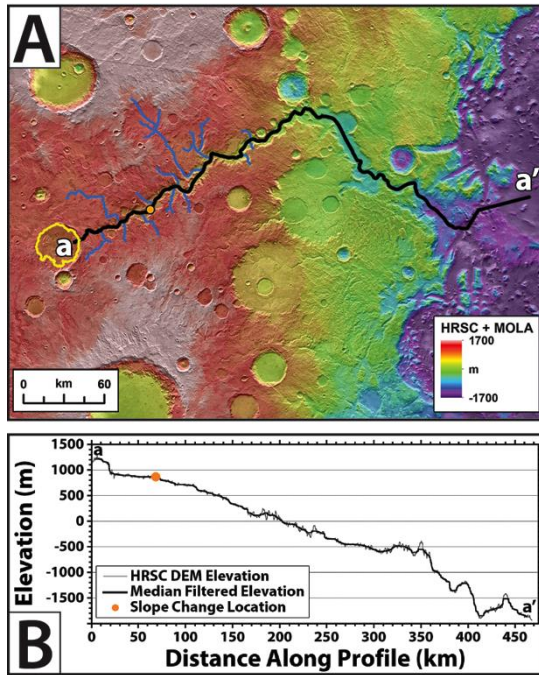 A
a
a'
HRSC + MOLA
1700
m
-1700
0 km 60
B
1500
1000
500
0
-500
-1000
-1500
Elevation (m)
a
a'
HRSC DEM Elevation
Median Filtered Elevation
Slope Change Location
0 50 100 150 200 250 300 350 400 450
Distance Along Profile (km)